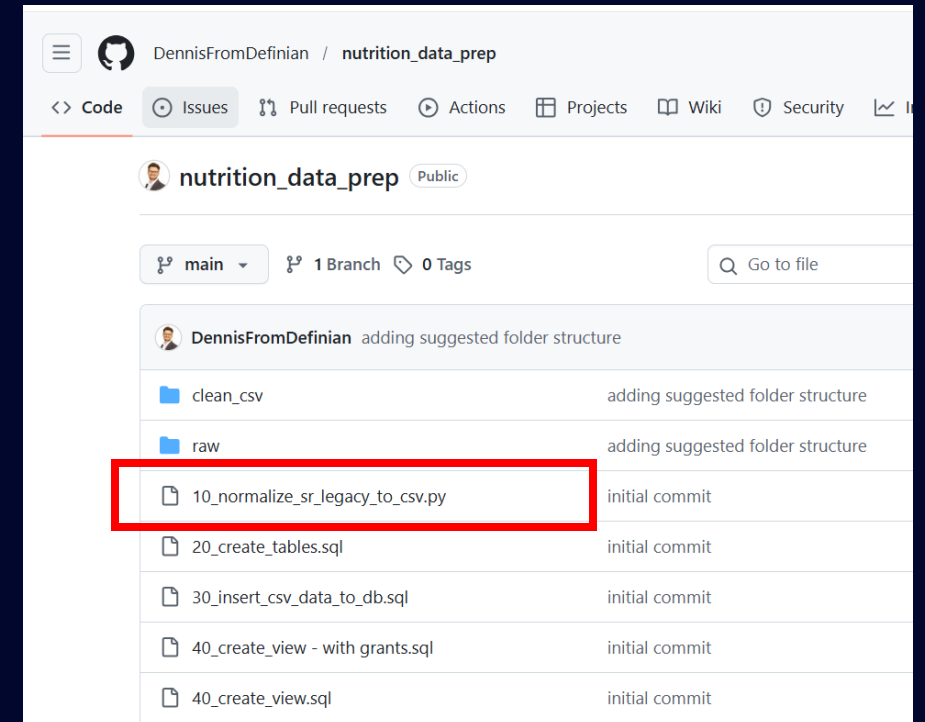 DennisFromDefinian / nutrition_data_prep
Code Issues Pull requests Actions Projects Wiki Security
nutrition_data_prep Public
main 1 Branch 0 Tags Go to file
DennisFromDefinian adding suggested folder structure
clean_csv adding suggested folder structure
raw adding suggested folder structure
10_normalize_sr_legacy_to_csv.py initial commit
20_create_tables.sql initial commit
30_insert_csv_data_to_db.sql initial commit
40_create_view - with grants.sql initial commit
40_create_view.sql initial commit